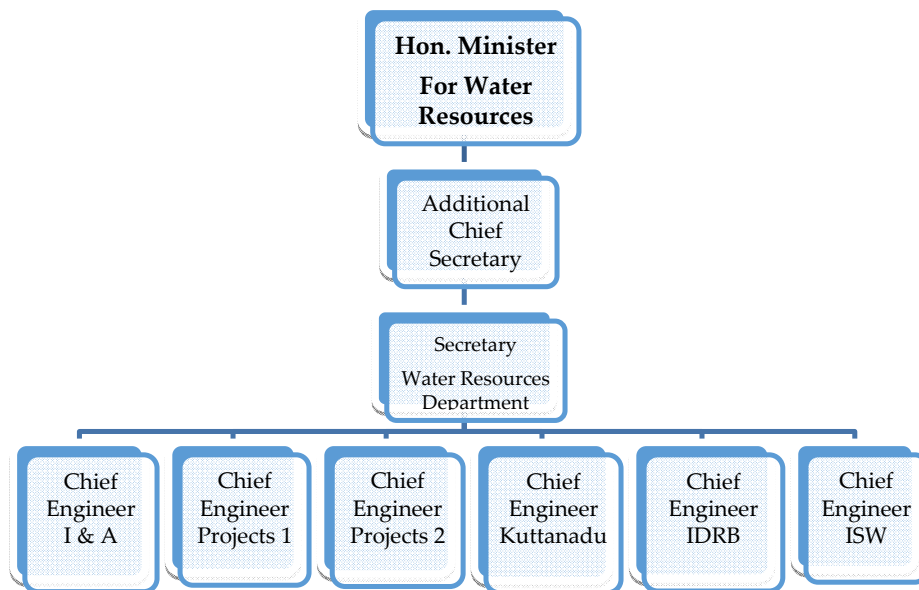 Hon. Minister
For Water
Resources
Additional
Chief
Secretary
Secretary
Water Resources
Department
Chief
Engineer
I & A
Chief
Engineer
Projects 1
Chief
Engineer
Projects 2
Chief
Engineer
Kuttanadu
Chief
Engineer
IDRB
Chief
Engineer
ISW